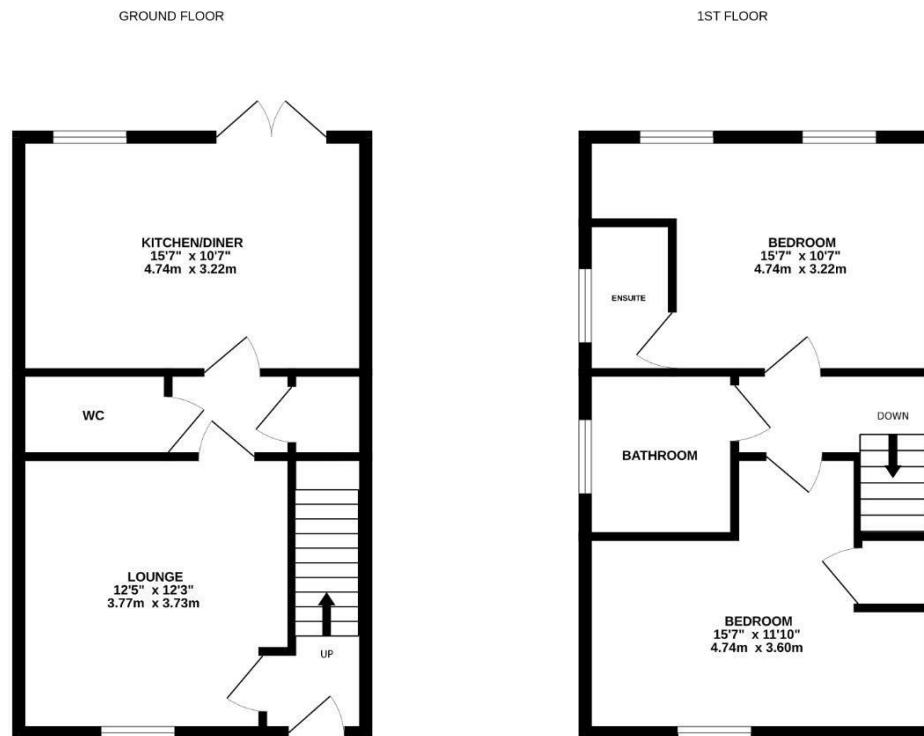 GROUND FLOOR
KITCHEN/DINER
15'7" x 10'7"
4.74m x 3.22m
WC
LOUNGE
12'5" x 12'3"
3.77m x 3.73m
UP
1ST FLOOR
BEDROOM
15'7" x 10'7"
4.74m x 3.22m
ENSUITE
DOWN
BATHROOM
BEDROOM
15'7" x 11'10"
4.74m x 3.60m